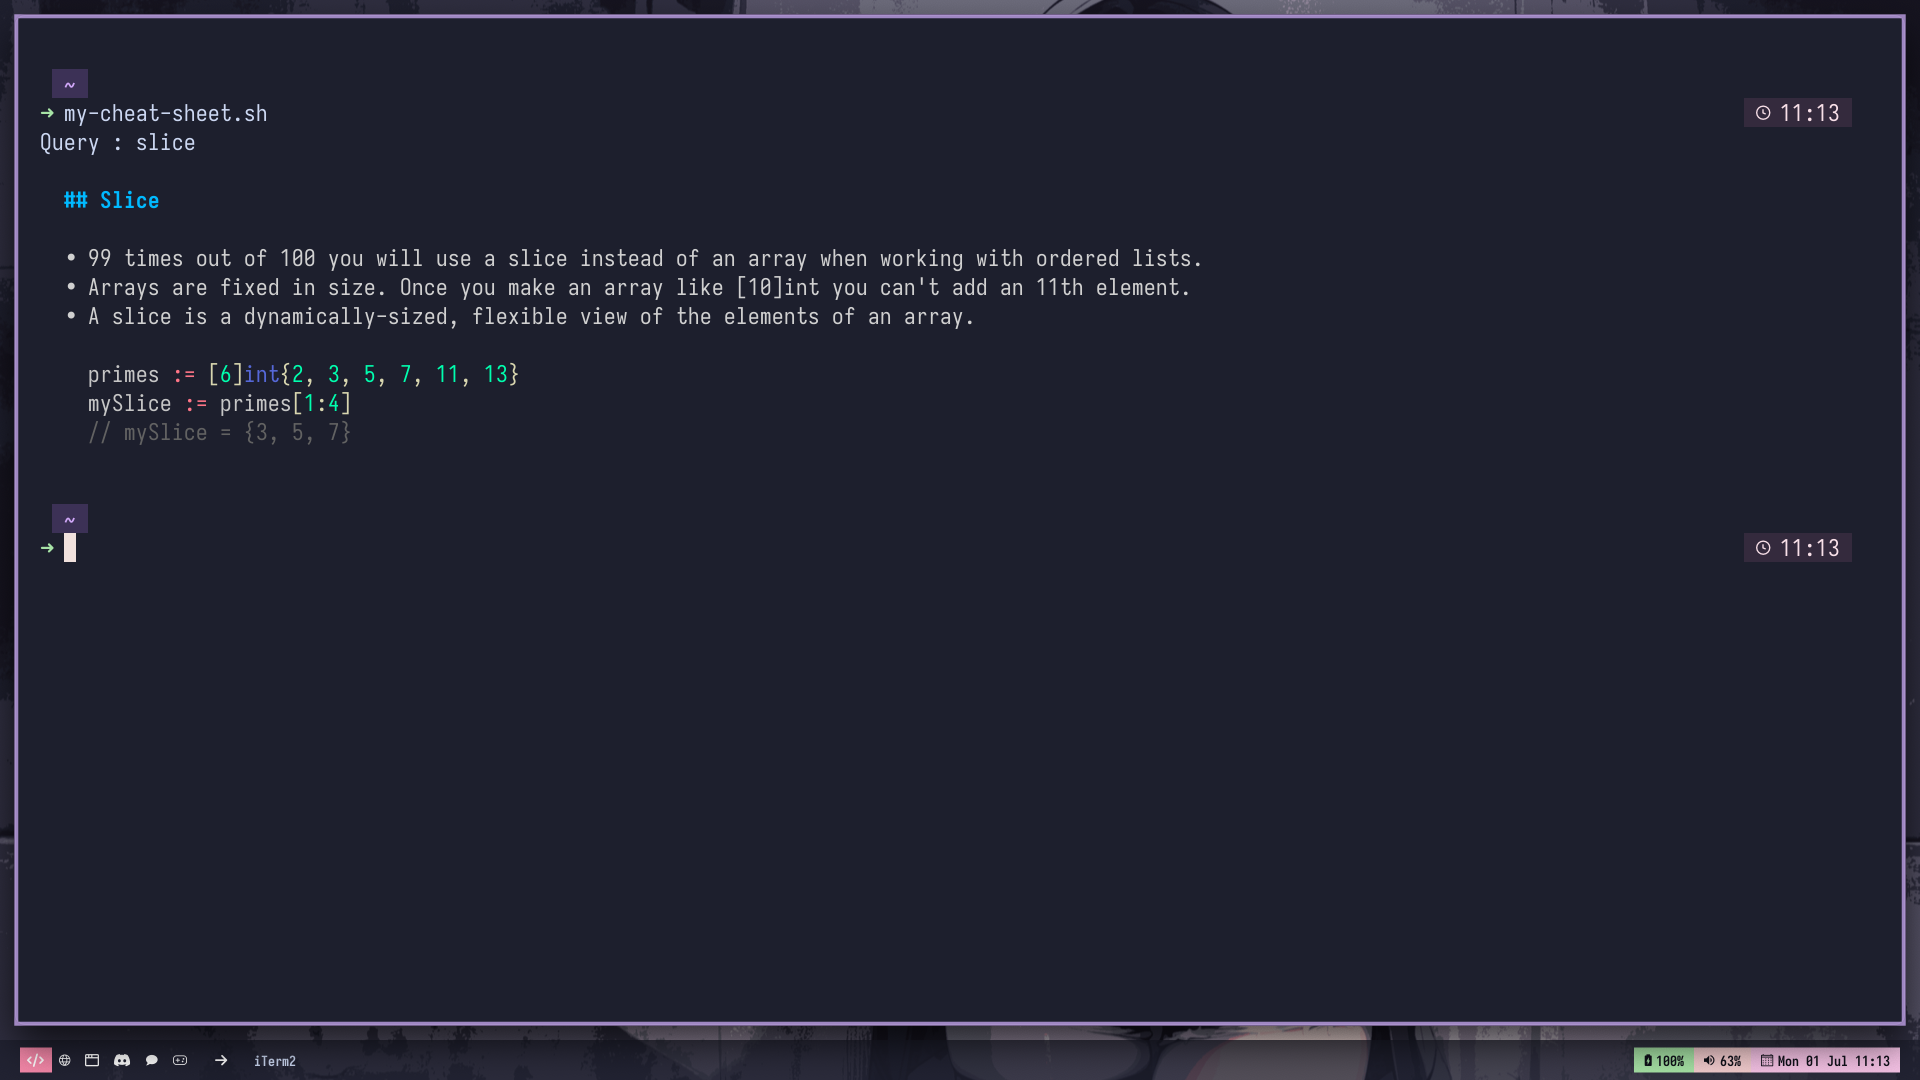 ~
➜ my-cheat-sheet.sh 11:13
Query : slice
## Slice
• 99 times out of 100 you will use a slice instead of an array when working with ordered lists.
• Arrays are fixed in size. Once you make an array like [10]int you can't add an 11th element.
• A slice is a dynamically-sized, flexible view of the elements of an array.
primes := [6]int{2, 3, 5, 7, 11, 13}
mySlice := primes[1:4]
// mySlice = {3, 5, 7}
~
➜ 11:13
</> → iTerm2 100% 63% Mon 01 Jul 11:13